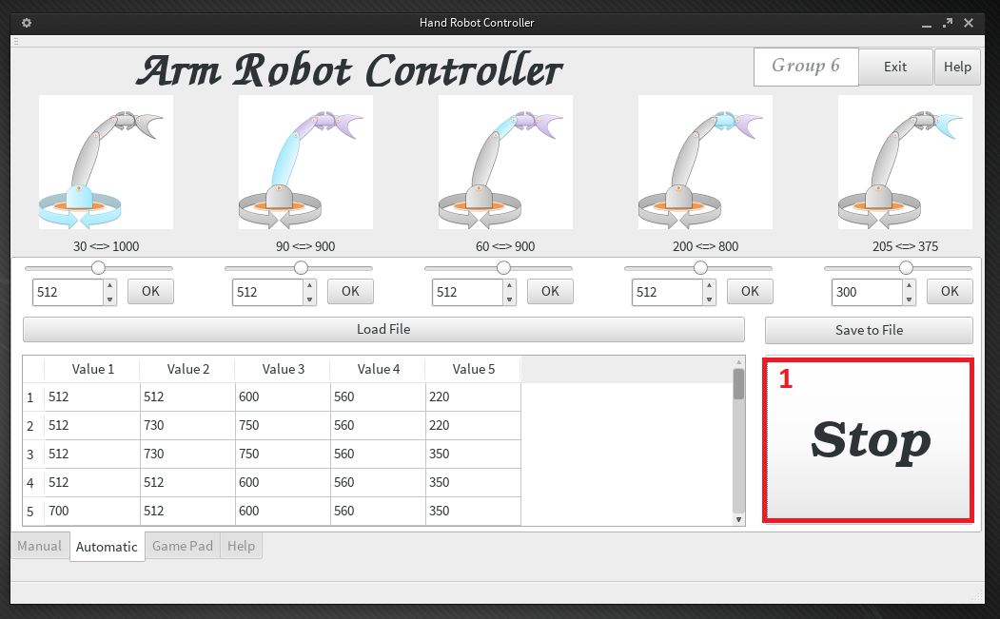 Hand Robot Controller
Arm Robot Controller
Group 6
Exit
Help
30 <=> 1000
90 <=> 900
60 <=> 900
200 <=> 800
205 <=> 375
512
OK
512
OK
512
OK
512
OK
300
OK
Load File
Save to File
Value 1 Value 2 Value 3 Value 4 Value 5
1 512 512 600 560 220
2 512 730 750 560 220
3 512 730 750 560 350
4 512 512 600 560 350
5 700 512 600 560 350
1
Stop
Manual
Automatic
Game Pad
Help